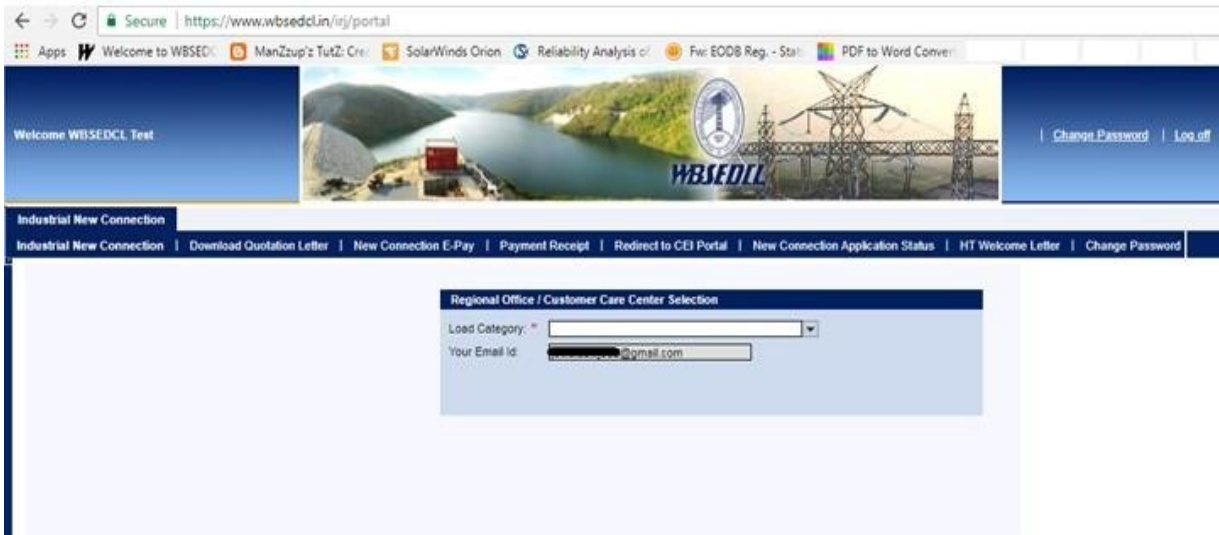 Secure | https://www.wbsedcl.in/irj/portal
Apps Welcome to WBSEDC ManZzup'z TutZ: Cre SolarWinds Orion Reliability Analysis of Fw: EODB Reg. - Stat PDF to Word Conver
Welcome WBSEDCL Test
WBSEDCL
| Change Password | Log off
Industrial New Connection
Industrial New Connection | Download Quotation Letter | New Connection E-Pay | Payment Receipt | Redirect to CEI Portal | New Connection Application Status | HT Welcome Letter | Change Password
Regional Office / Customer Care Center Selection
Load Category: *
Your Email Id: @gmail.com